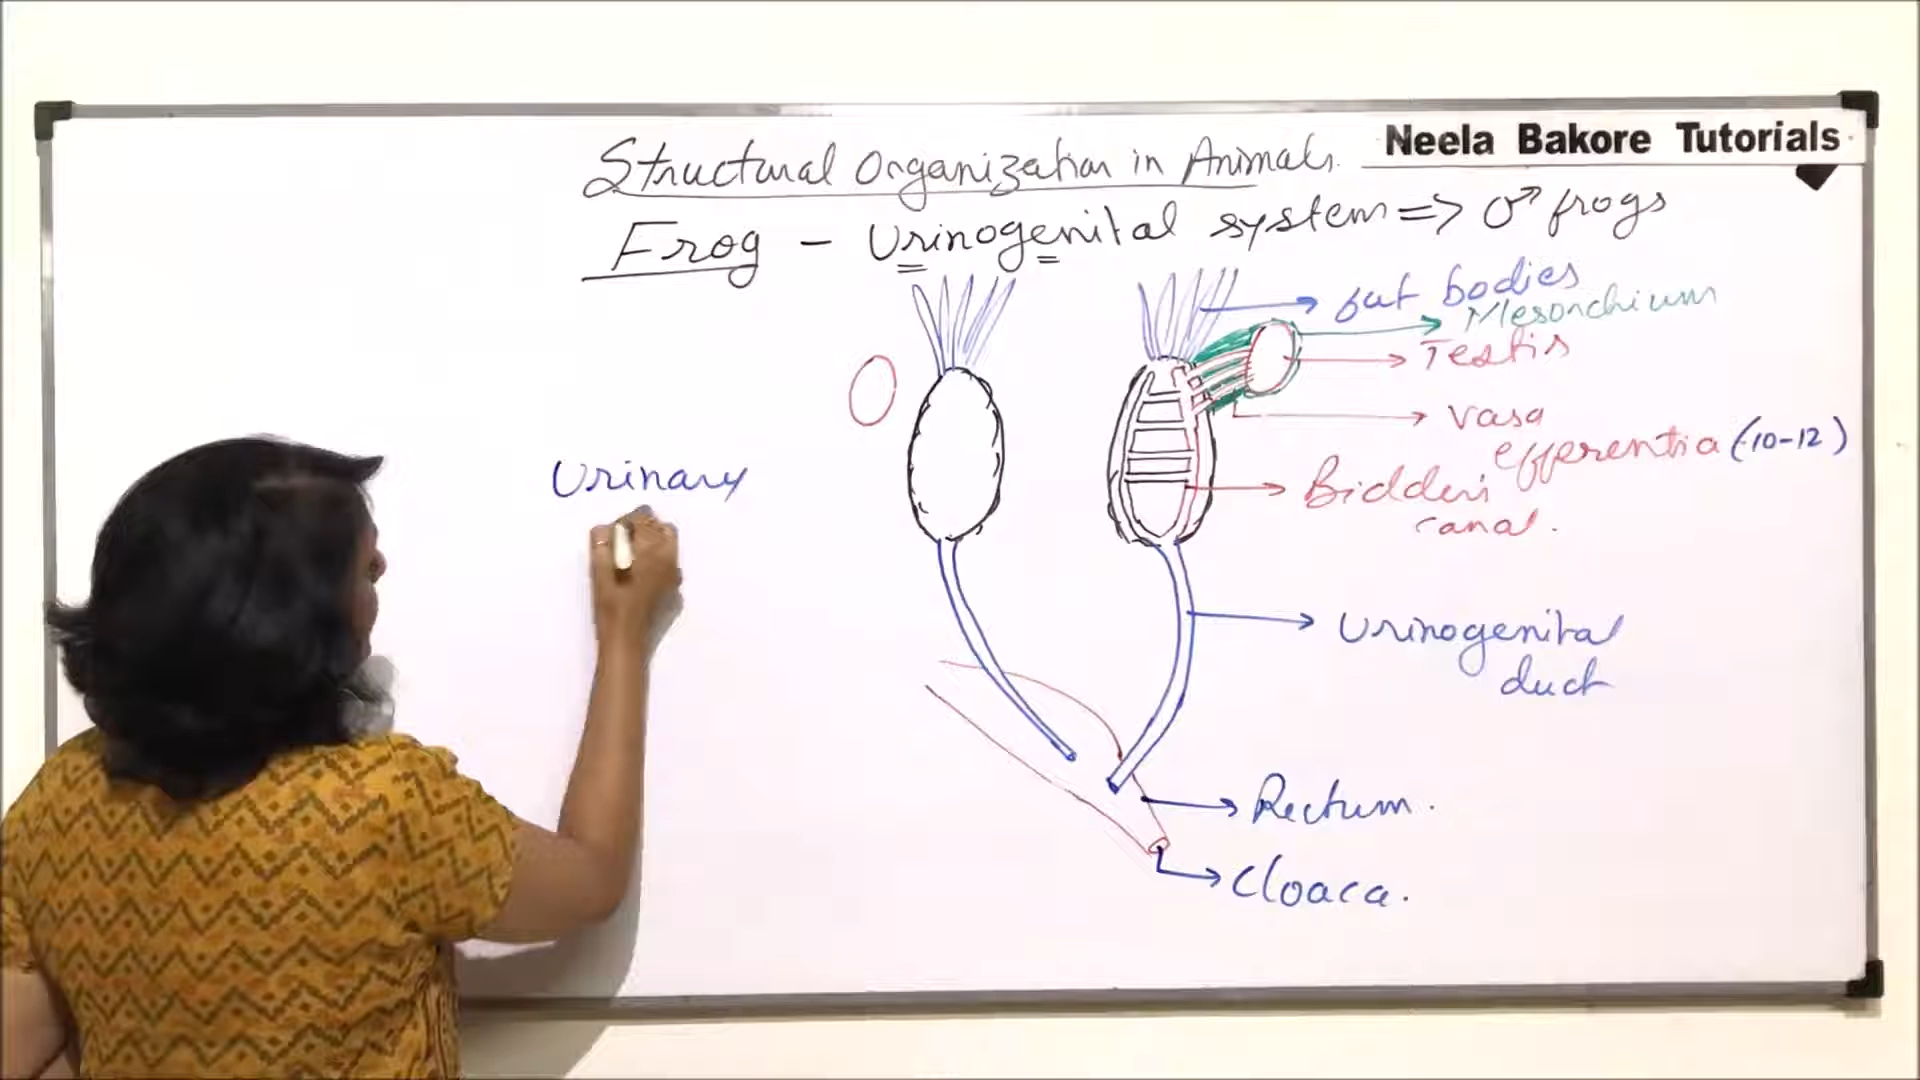 Neela Bakore Tutorials
Structural Organization in Animals.
Frog - Urinogenital system => ♂ frogs
fat bodies
Mesorchium
Testis
Vasa
efferentia (10-12)
Bidder's
canal.
Urinary
Urinogenital
duct
Rectum.
Cloaca.